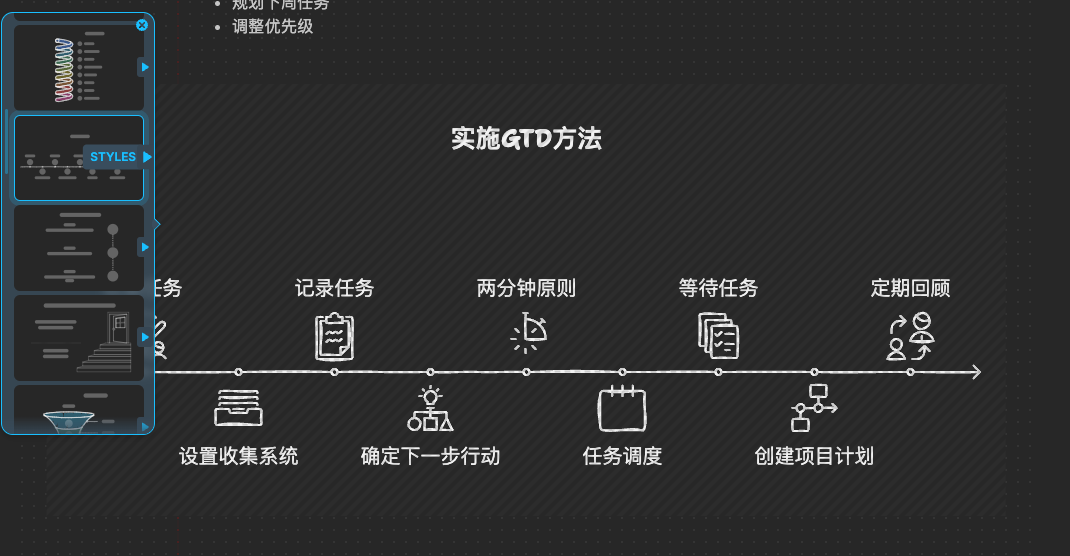 规划下周任务
调整优先级
STYLES
实施GTD方法
任务
记录任务
两分钟原则
等待任务
定期回顾
设置收集系统
确定下一步行动
任务调度
创建项目计划